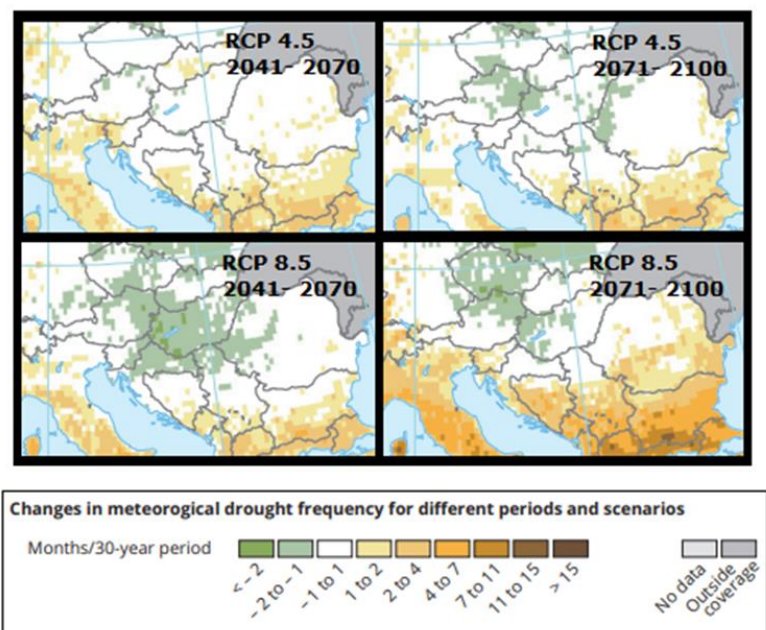 RCP 4.5
2041- 2070
RCP 4.5
2071- 2100
RCP 8.5
2041- 2070
RCP 8.5
2071- 2100
Changes in meteorogical drought frequency for different periods and scenarios
Months/30-year period
< – 2
– 2 to – 1
–1 to 1
1 to 2
2 to 4
4 to 7
7 to 11
11 to 15
> 15
No data
Outside
coverage